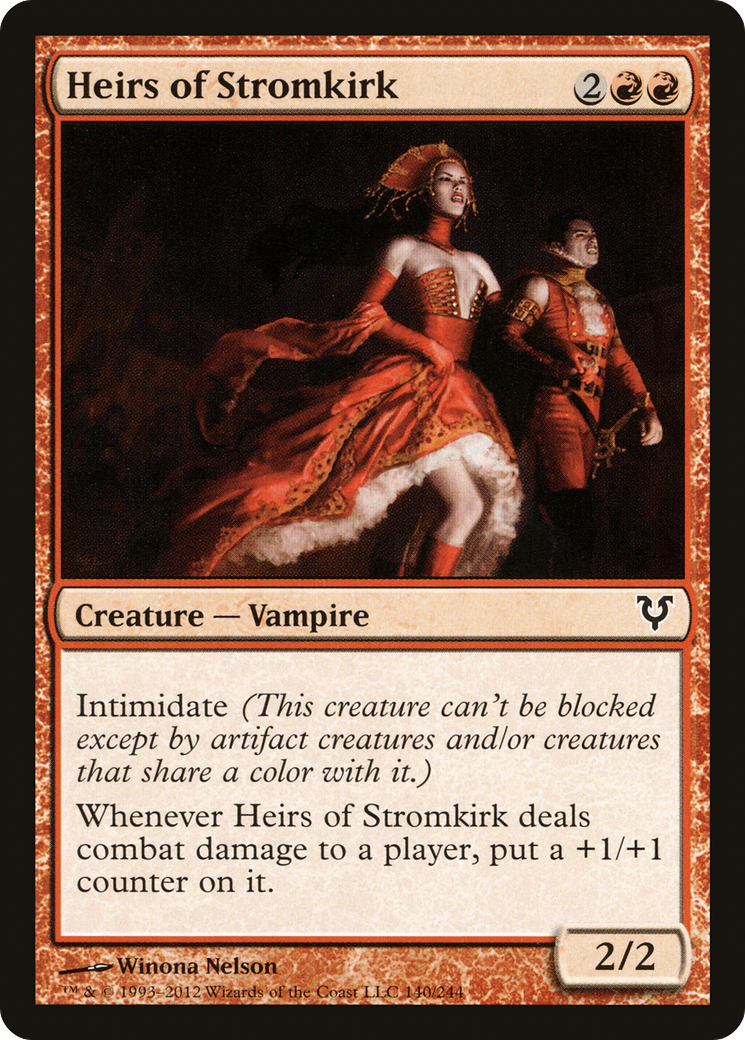 Heirs of Stromkirk 2
Creature — Vampire
Intimidate (This creature can't be blocked
except by artifact creatures and/or creatures
that share a color with it.)
Whenever Heirs of Stromkirk deals
combat damage to a player, put a +1/+1
counter on it.
2/2
Winona Nelson
™ & © 1993–2012 Wizards of the Coast LLC 140/244